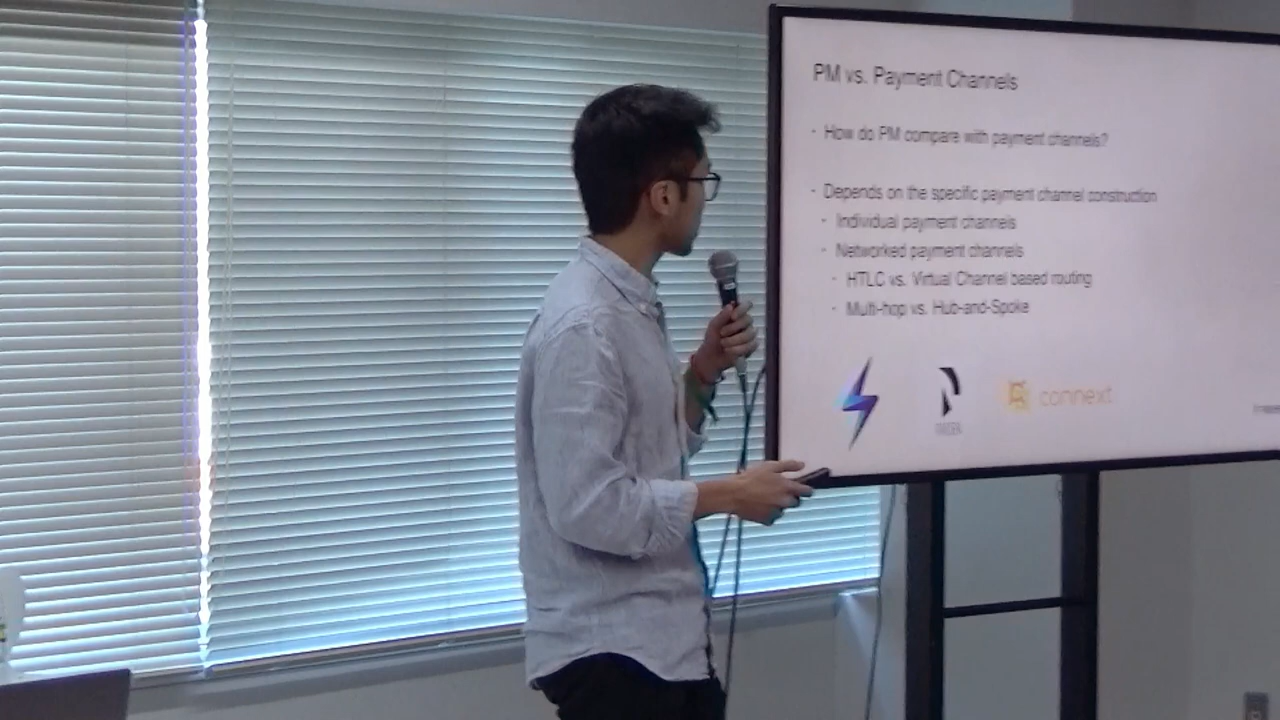 PM vs. Payment Channels
· How do PM compare with payment channels?
· Depends on the specific payment channel construction
· Individual payment channels
· Networked payment channels
· HTLC vs. Virtual Channel based routing
· Multi-hop vs. Hub-and-Spoke
connext